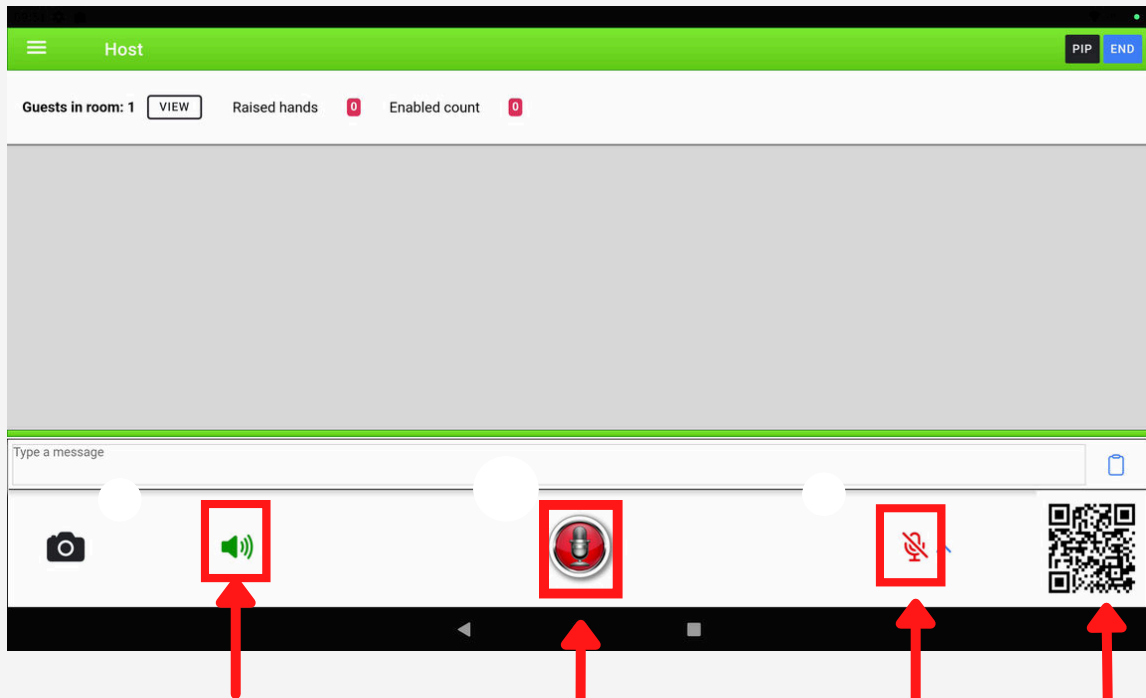 Host
PIP END
Guests in room: 1 VIEW Raised hands 0 Enabled count 0
Type a message